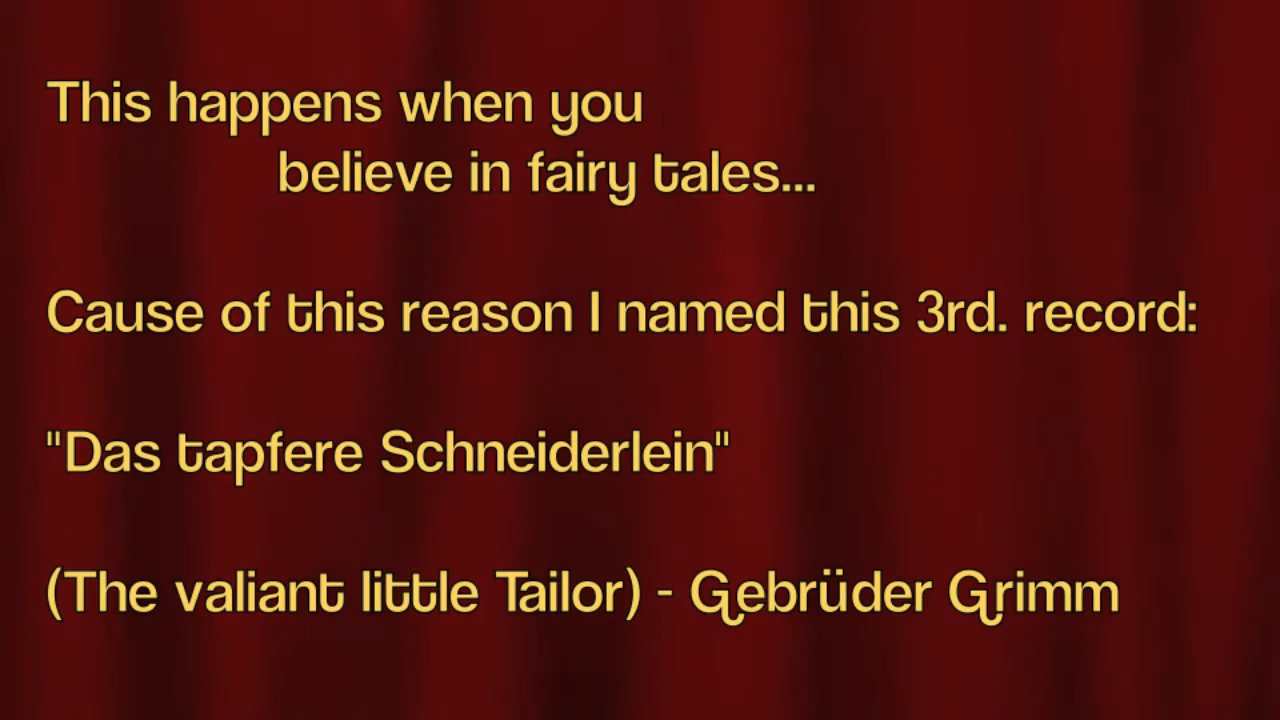 This happens when you
believe in fairy tales...
Cause of this reason I named this 3rd. record:
"Das tapfere Schneiderlein"
(The valiant little Tailor) - Gebrüder Grimm